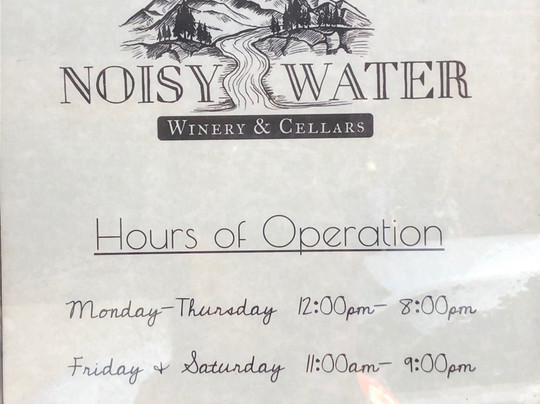 NOISY WATER
WINERY & CELLARS
Hours of Operation
Monday-Thursday 12:00pm- 8:00pm
Friday & Saturday 11:00am- 9:00pm